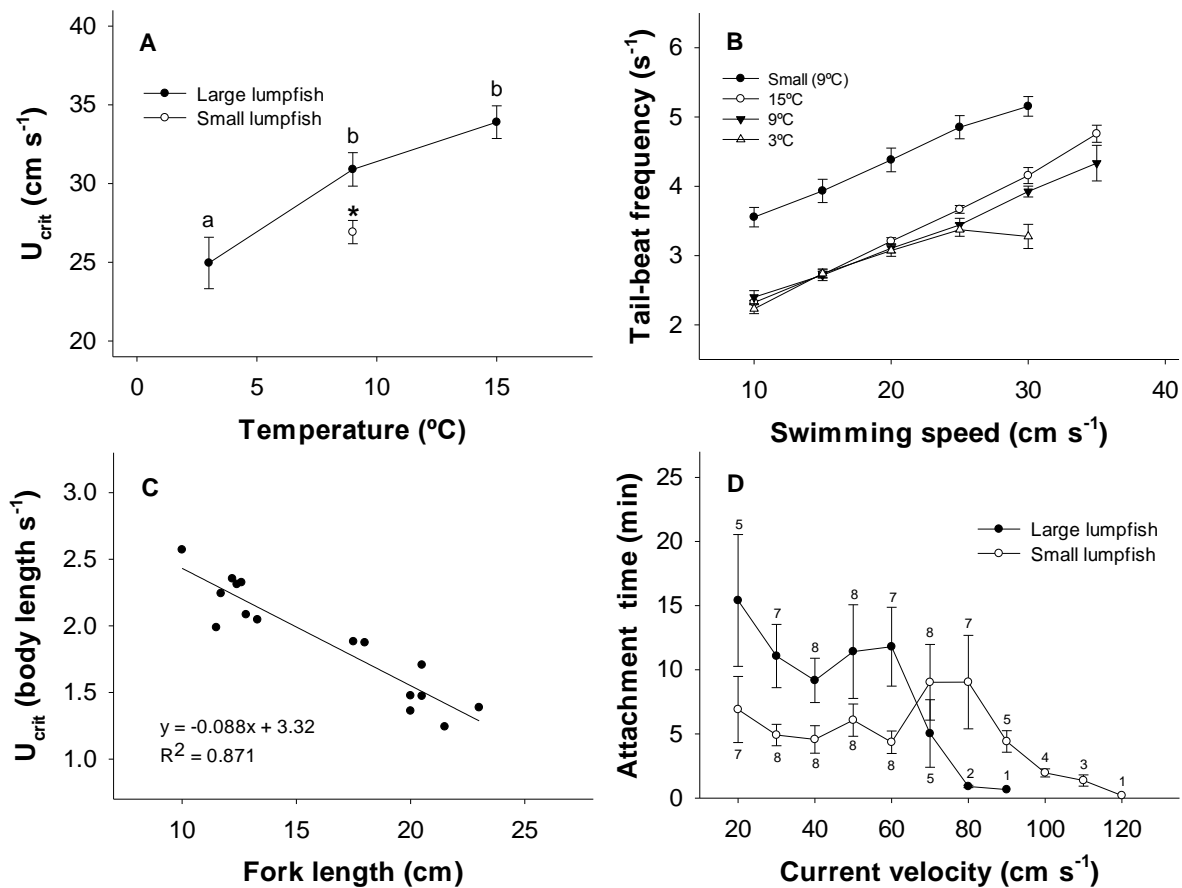 A
Large lumpfish
Small lumpfish
a
b
b
*
40
35
30
25
20
0
5
10
15
U_crit (cm s⁻¹)
Temperature (ºC)
B
Small (9ºC)
15ºC
9ºC
3ºC
6
5
4
3
2
10
20
30
40
Tail-beat frequency (s⁻¹)
Swimming speed (cm s⁻¹)
C
3.0
2.5
2.0
1.5
1.0
y = -0.088x + 3.32
R² = 0.871
10
15
20
25
U_crit (body length s⁻¹)
Fork length (cm)
D
Large lumpfish
Small lumpfish
25
20
15
10
5
0
5
7
8
8
7
8
7
5
4
3
1
7
8
8
8
8
5
2
1
20
40
60
80
100
120
Attachment time (min)
Current velocity (cm s⁻¹)